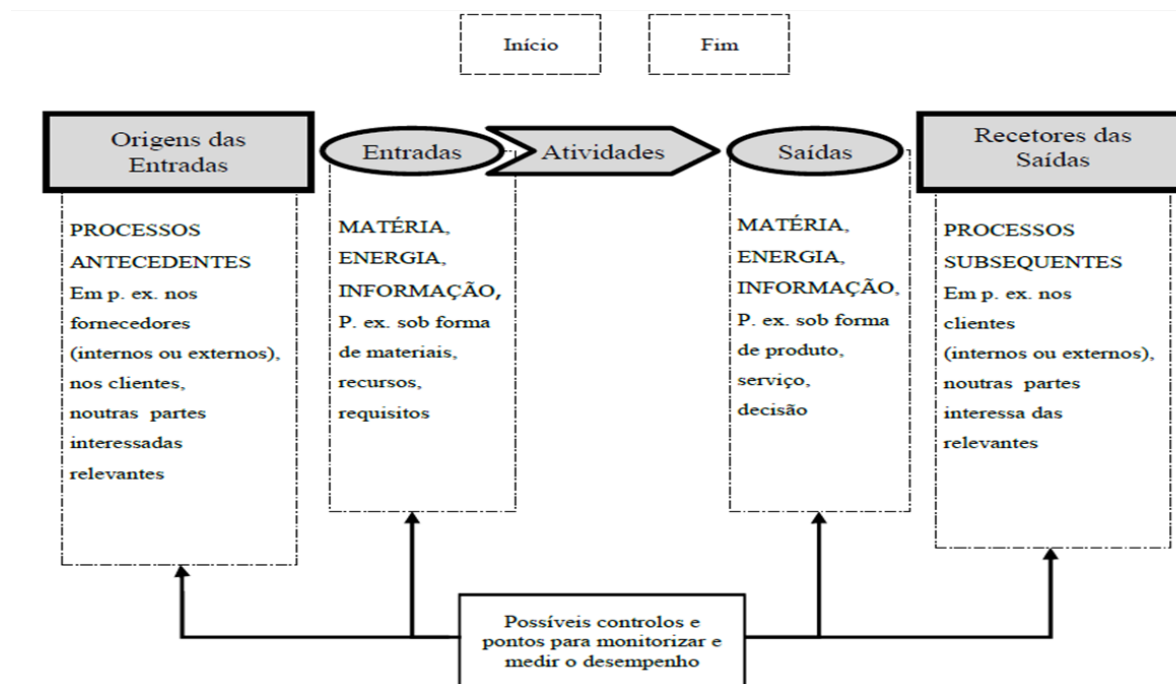 Início
Fim
Origens das
Entradas
Entradas
Atividades
Saídas
Recetores das
Saídas
PROCESSOS
ANTECEDENTES
Em p. ex. nos
fornecedores
(internos ou externos),
nos clientes,
noutras partes
interessadas
relevantes
MATÉRIA,
ENERGIA,
INFORMAÇÃO,
P. ex. sob forma
de materiais,
recursos,
requisitos
MATÉRIA,
ENERGIA,
INFORMAÇÃO,
P. ex. sob forma
de produto,
serviço,
decisão
PROCESSOS
SUBSEQUENTES
Em p. ex. nos
clientes
(internos ou externos),
noutras partes
interessa das
relevantes
Possíveis controlos e
pontos para monitorizar e
medir o desempenho